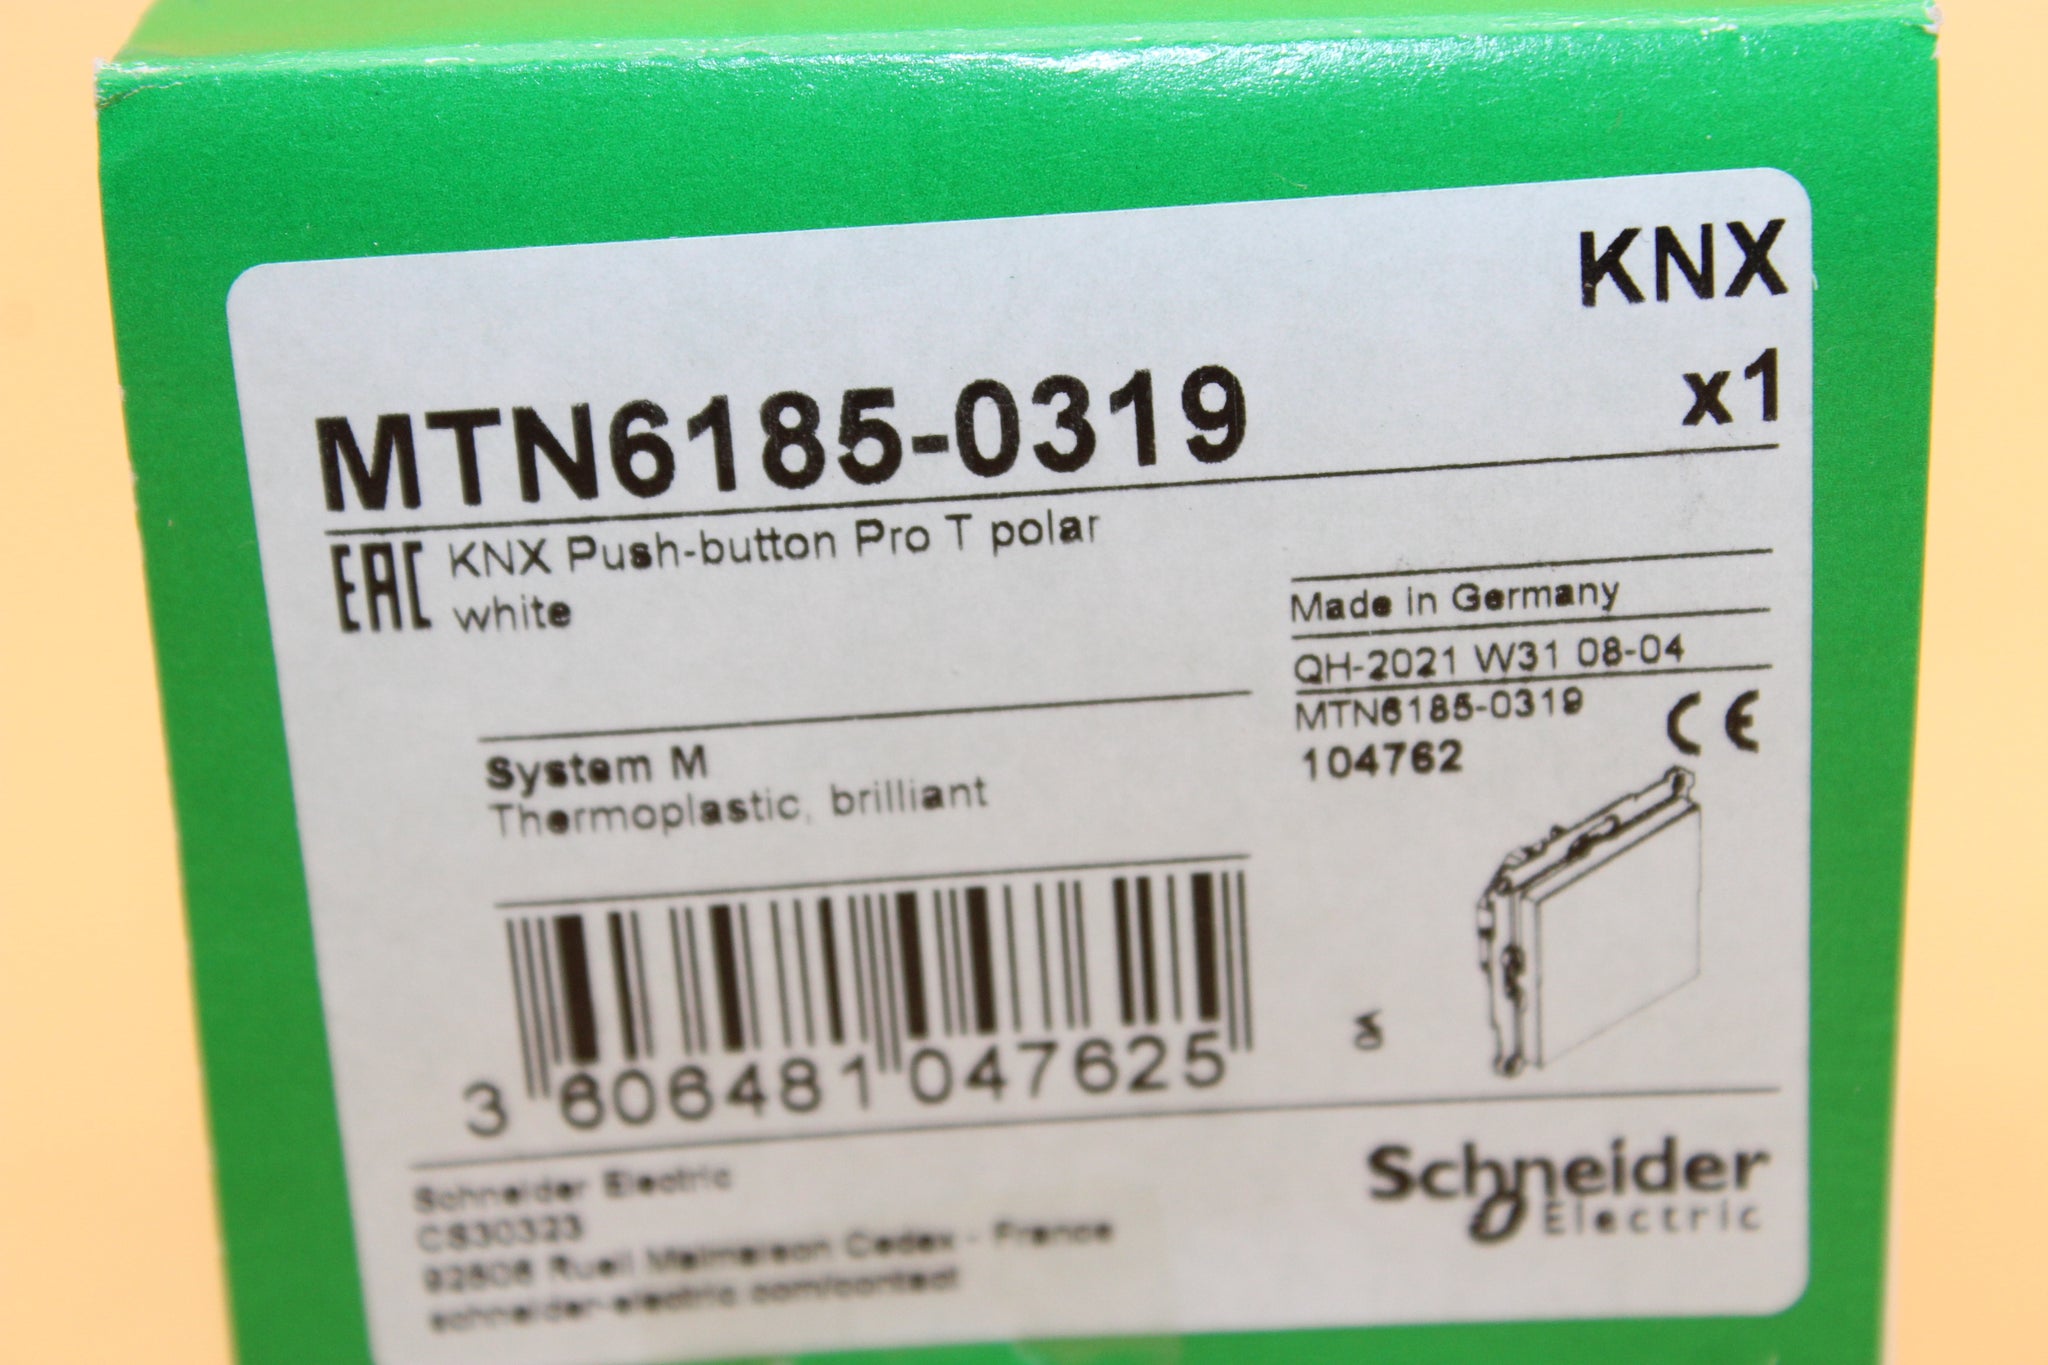 KNX
x1
MTN6185-0319
EAC KNX Push-button Pro T polar
white
Made in Germany
QH-2021 W31 08-04
MTN6185-0319
104762
CE
System M
Thermoplastic, brilliant
3 606481 047625
Schneider Electric
CS30323
92506 Rueil Malmaison Cedex - France
schneider-electric.com/contact
Schneider
Electric